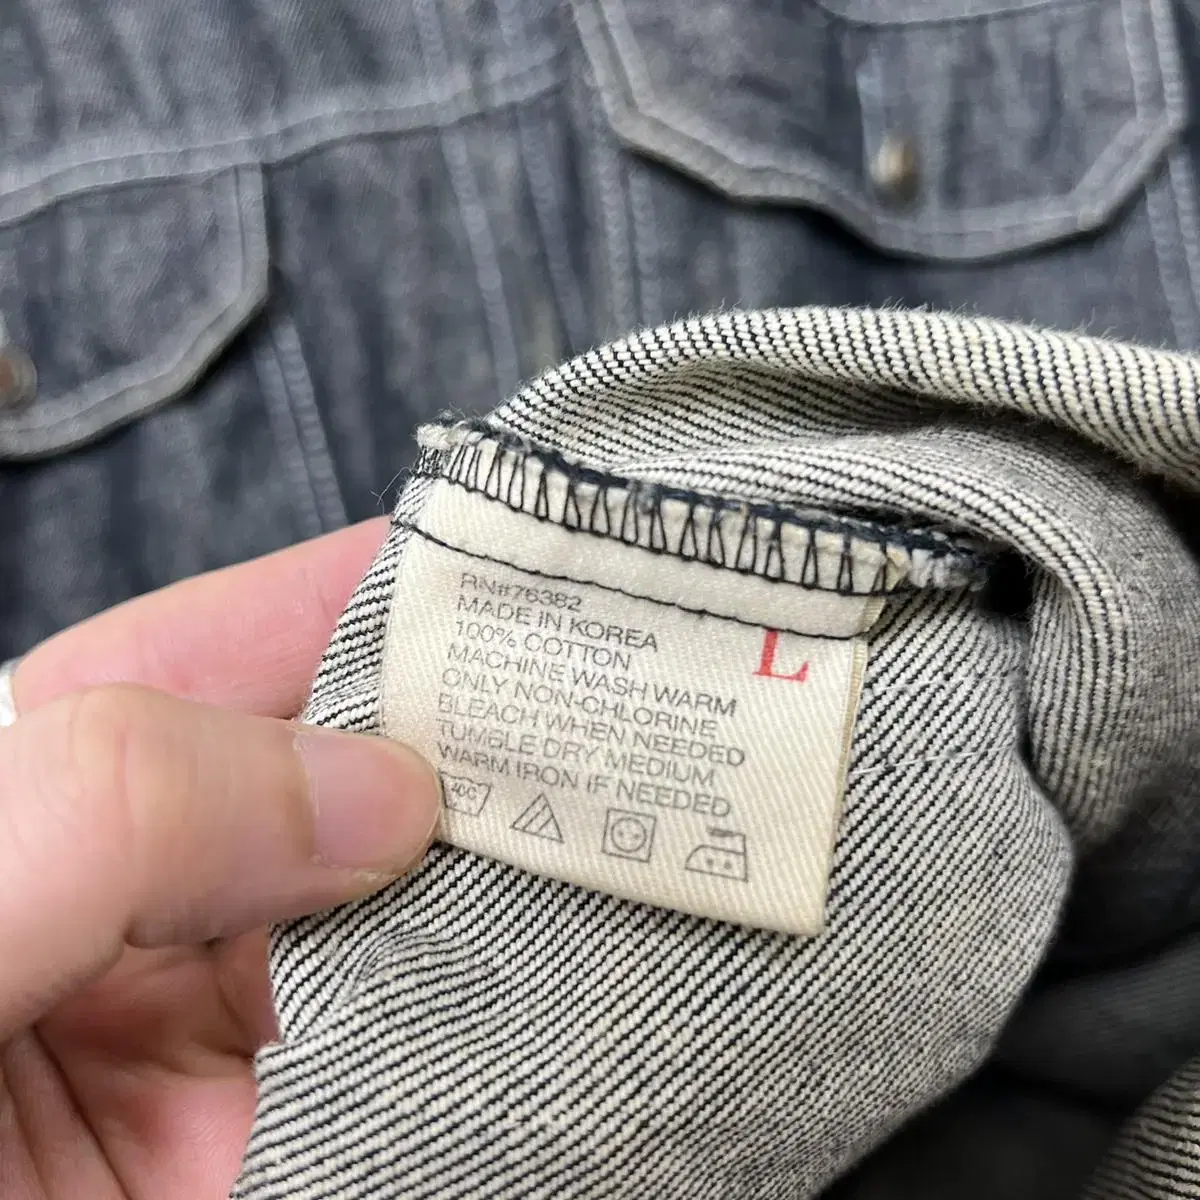 RN#76382
MADE IN KOREA
100% COTTON
MACHINE WASH WARM
ONLY NON-CHLORINE
BLEACH WHEN NEEDED
TUMBLE DRY MEDIUM
WARM IRON IF NEEDED
L
40C